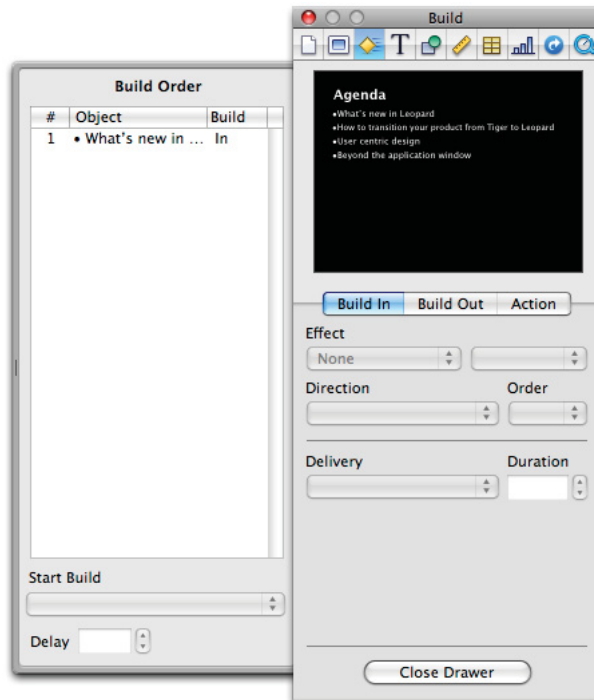 Build Order
# Object Build
1 • What's new in ... In
Start Build
Delay
Build
T
Agenda
•What's new in Leopard
•How to transition your product from Tiger to Leopard
•User centric design
•Beyond the application window
Build In Build Out Action
Effect
None
Direction Order
Delivery Duration
Close Drawer